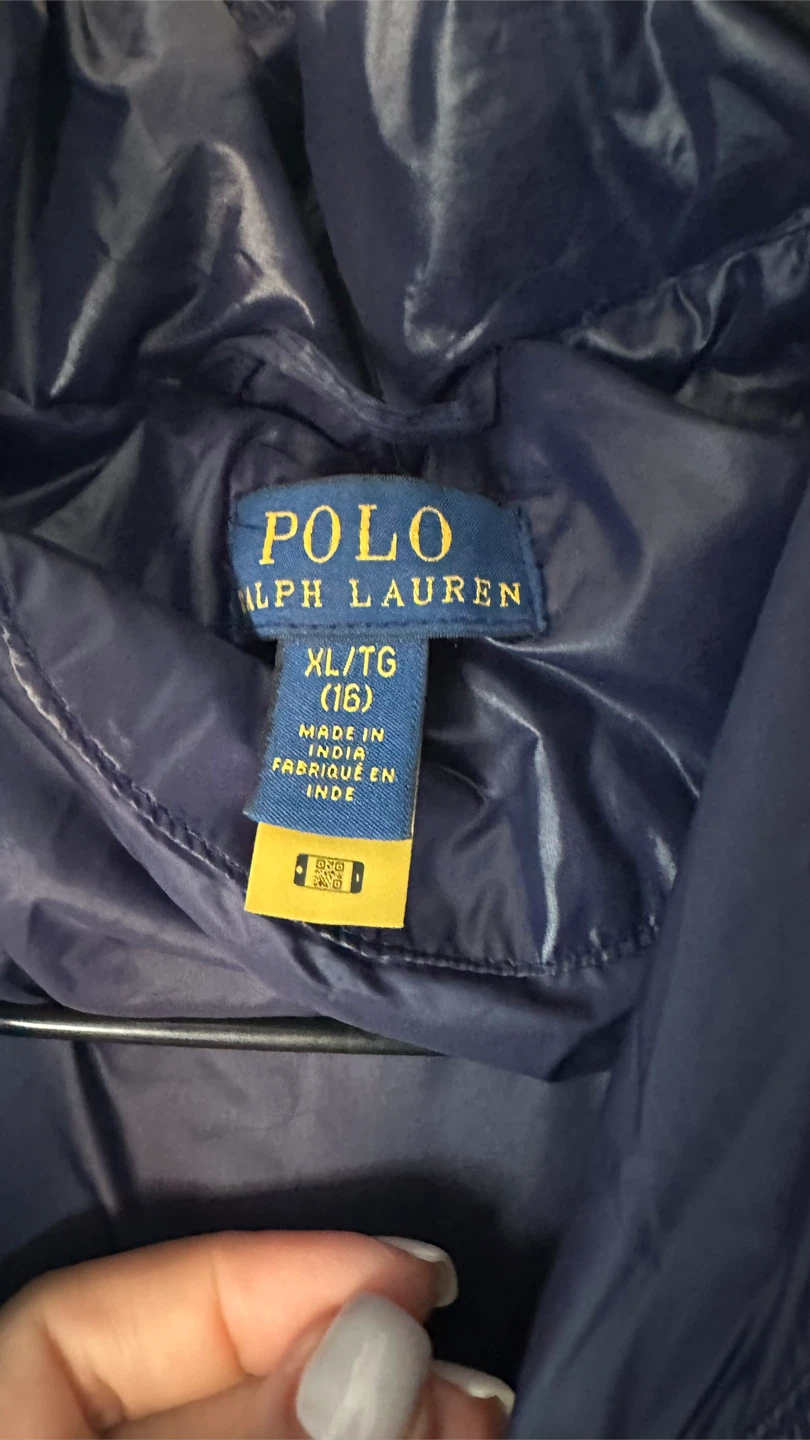 POLO
RALPH LAUREN
XL/TG
(16)
MADE IN
INDIA
FABRIQUÉ EN
INDE